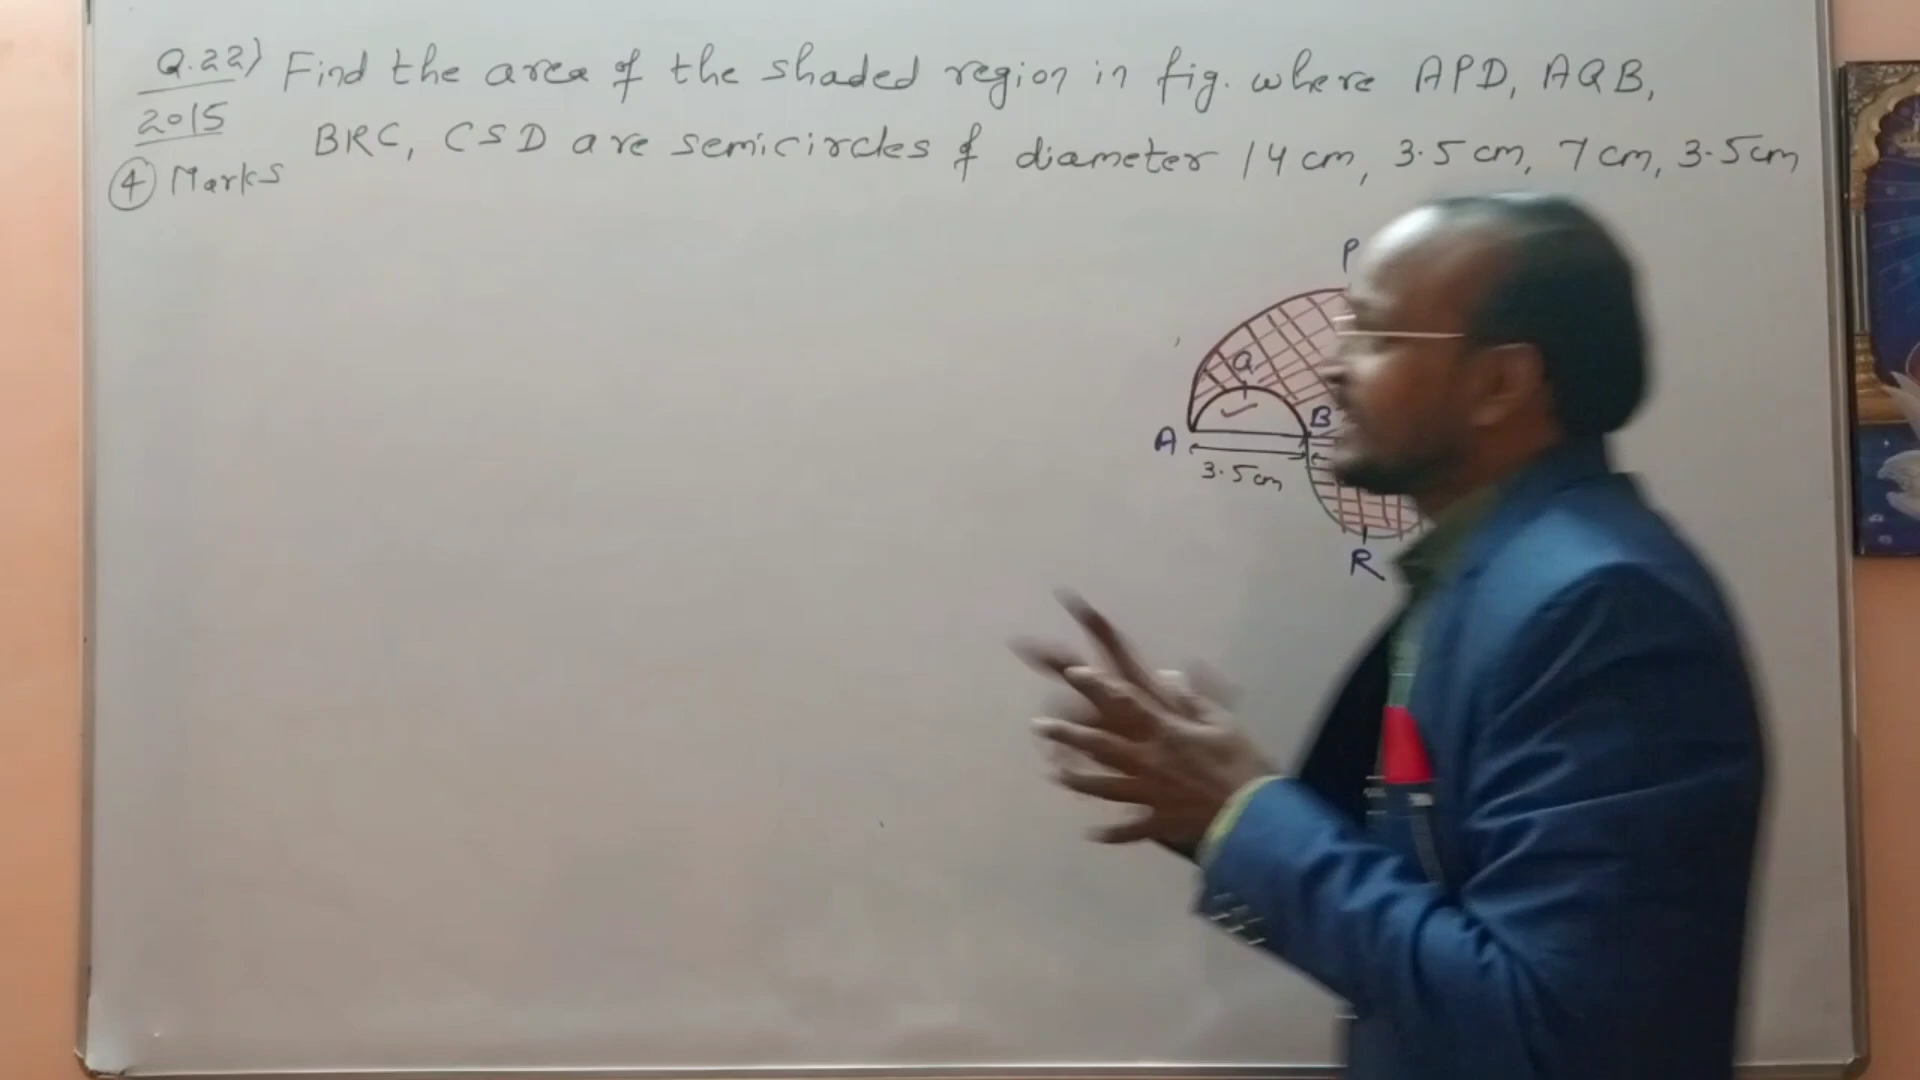 Q.22) Find the area of the shaded region in fig. where APD, AQB,
2015
BRC, CSD are semicircles of diameter 14 cm, 3.5 cm, 7 cm, 3.5 cm
④ Marks
P
Q
B
A
3.5 cm
R